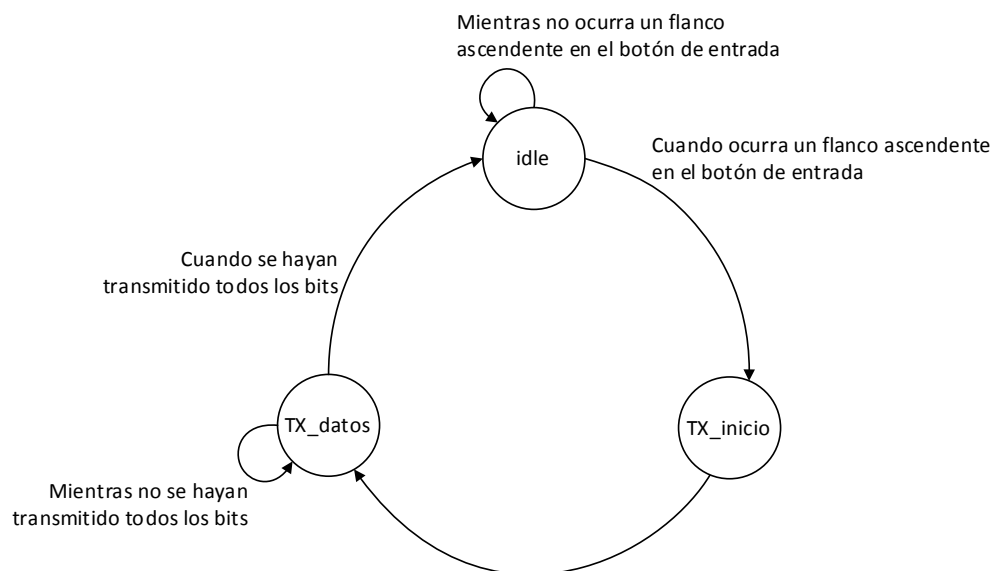 Mientras no ocurra un flanco
ascendente en el botón de entrada
idle
Cuando ocurra un flanco ascendente
en el botón de entrada
Cuando se hayan
transmitido todos los bits
TX_datos
TX_inicio
Mientras no se hayan
transmitido todos los bits